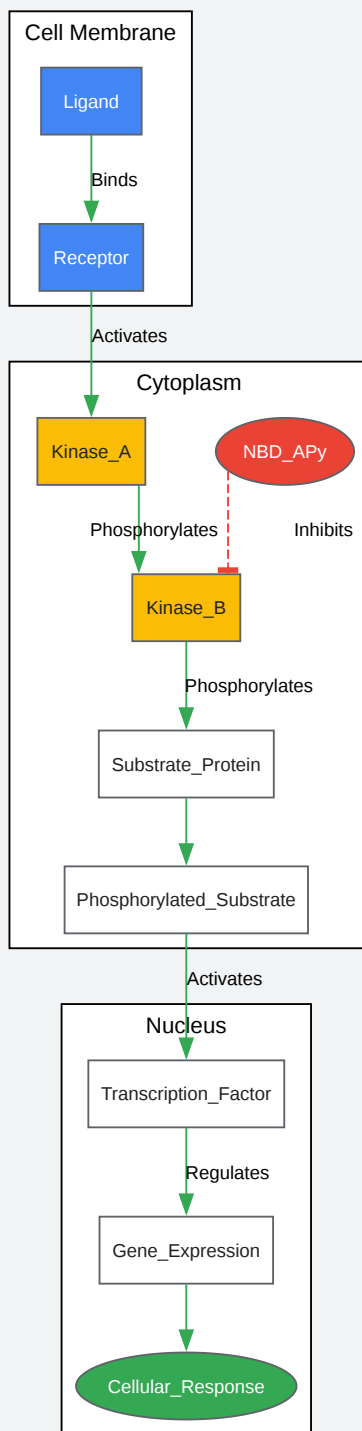 Cell Membrane
Ligand
Binds
Receptor
Activates
Cytoplasm
Kinase_A
NBD_APy
Phosphorylates
Inhibits
Kinase_B
Phosphorylates
Substrate_Protein
Phosphorylated_Substrate
Activates
Nucleus
Transcription_Factor
Regulates
Gene_Expression
Cellular_Response